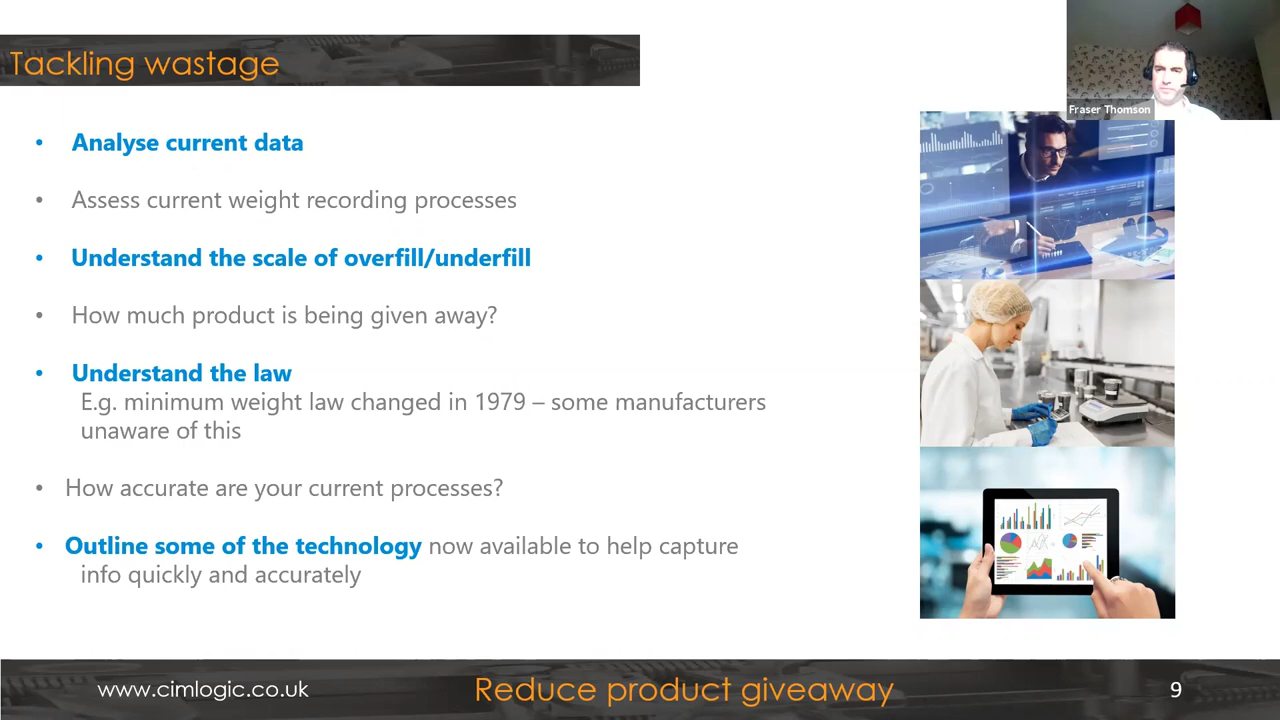 Tackling wastage
Fraser Thomson
• Analyse current data
• Assess current weight recording processes
• Understand the scale of overfill/underfill
• How much product is being given away?
• Understand the law
E.g. minimum weight law changed in 1979 – some manufacturers
unaware of this
• How accurate are your current processes?
• Outline some of the technology now available to help capture
info quickly and accurately
www.cimlogic.co.uk
Reduce product giveaway
9